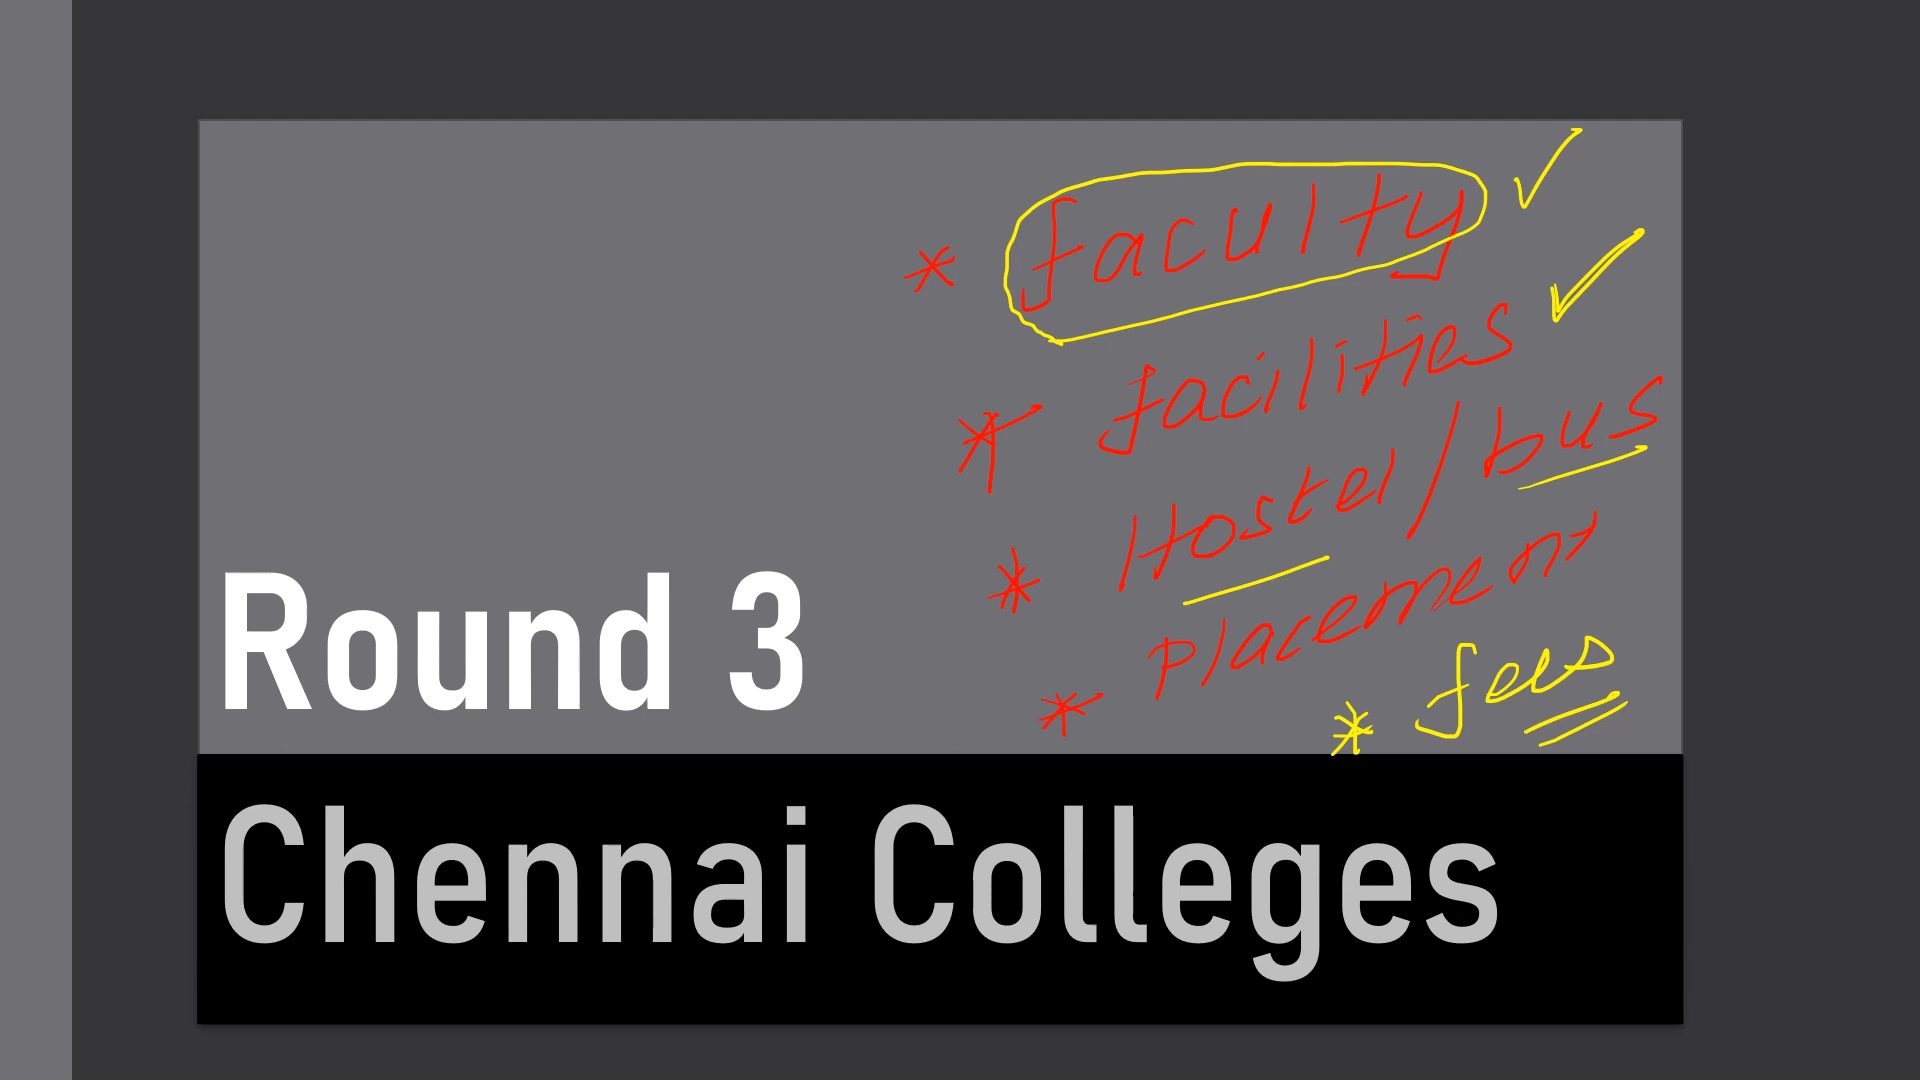 * faculty
* facilities
* Hostel/bus
* placement
* fees
Round 3
Chennai Colleges